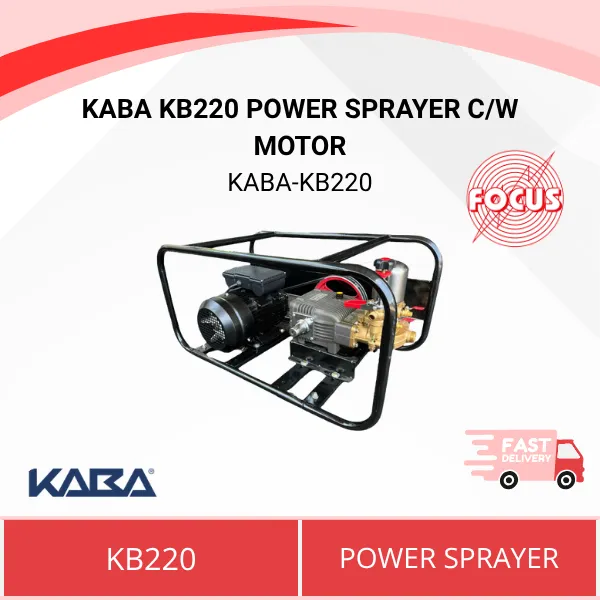 KABA KB220 POWER SPRAYER C/W
MOTOR
KABA-KB220
FOCUS
FAST
DELIVERY
KABA®
KB220
POWER SPRAYER